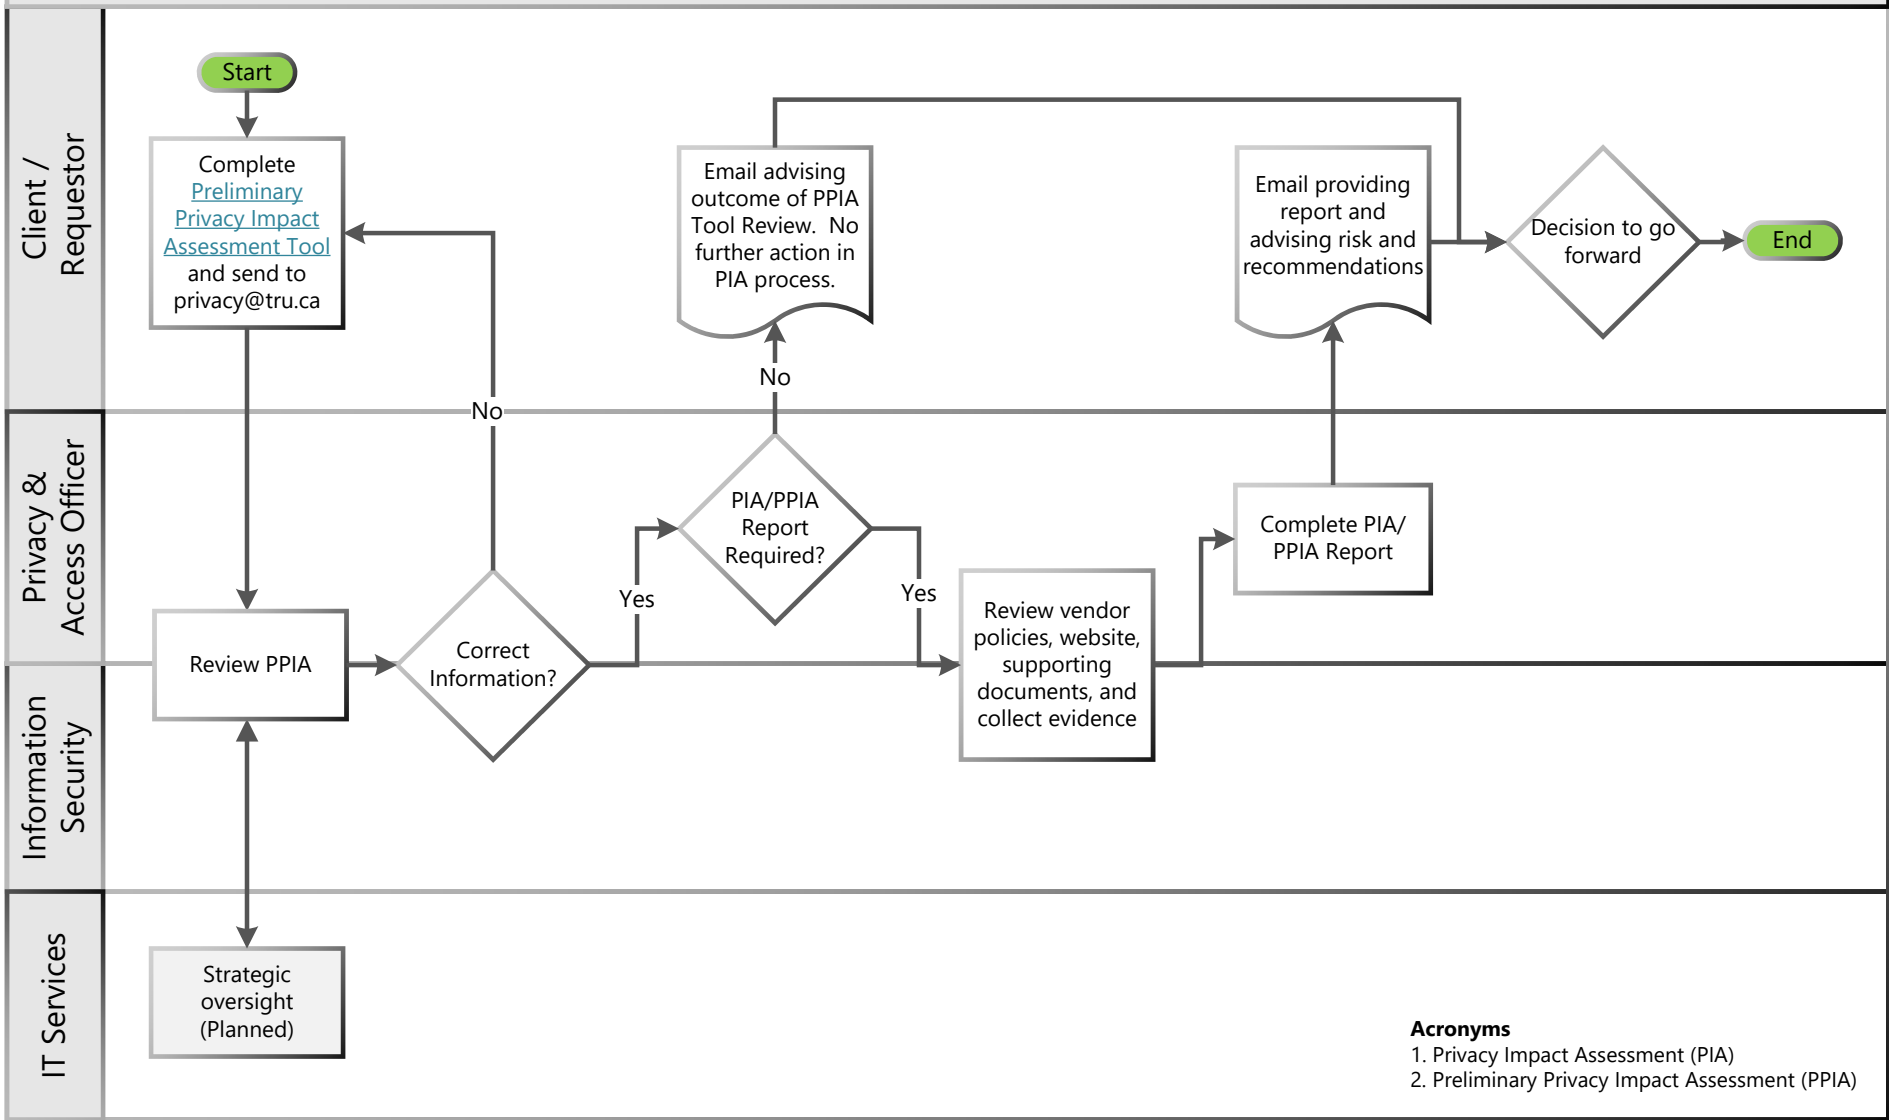 Client /
Requestor
Start
Complete
Preliminary
Privacy Impact
Assessment Tool
and send to
privacy@tru.ca
Email advising
outcome of PPIA
Tool Review.  No
further action in
PIA process.
Email providing
report and
advising risk and
recommendations
Decision to go
forward
End
No
No
Privacy &
Access Officer
PIA/PPIA
Report
Required?
Yes
Yes
Complete PIA/
PPIA Report
Review PPIA
Correct
Information?
Review vendor
policies, website,
supporting
documents, and
collect evidence
Information
Security
IT Services
Strategic
oversight
(Planned)
Acronyms
1. Privacy Impact Assessment (PIA)
2. Preliminary Privacy Impact Assessment (PPIA)